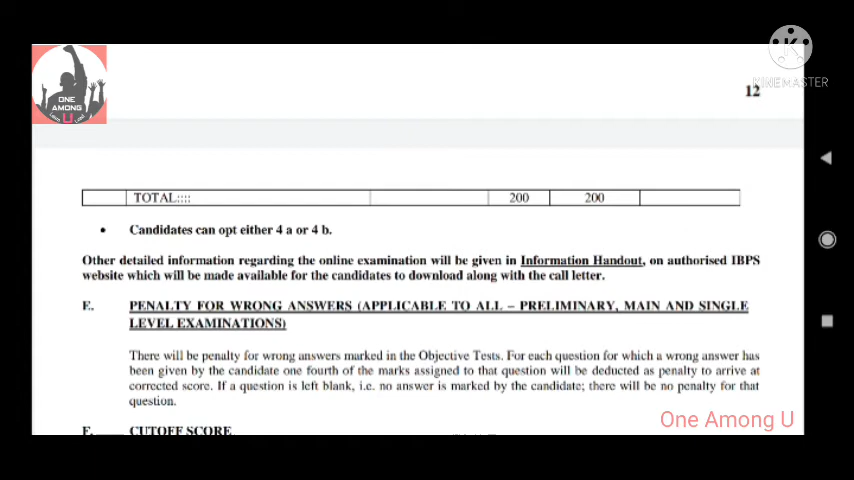 KINEMASTER
ONE
AMONG
U
12
TOTAL:::: 200 200
• Candidates can opt either 4 a or 4 b.
Other detailed information regarding the online examination will be given in Information Handout, on authorised IBPS
website which will be made available for the candidates to download along with the call letter.
E. PENALTY FOR WRONG ANSWERS (APPLICABLE TO ALL – PRELIMINARY, MAIN AND SINGLE
LEVEL EXAMINATIONS)
There will be penalty for wrong answers marked in the Objective Tests. For each question for which a wrong answer has
been given by the candidate one fourth of the marks assigned to that question will be deducted as penalty to arrive at
corrected score. If a question is left blank, i.e. no answer is marked by the candidate; there will be no penalty for that
question.
One Among U
F. CUTOFF SCORE